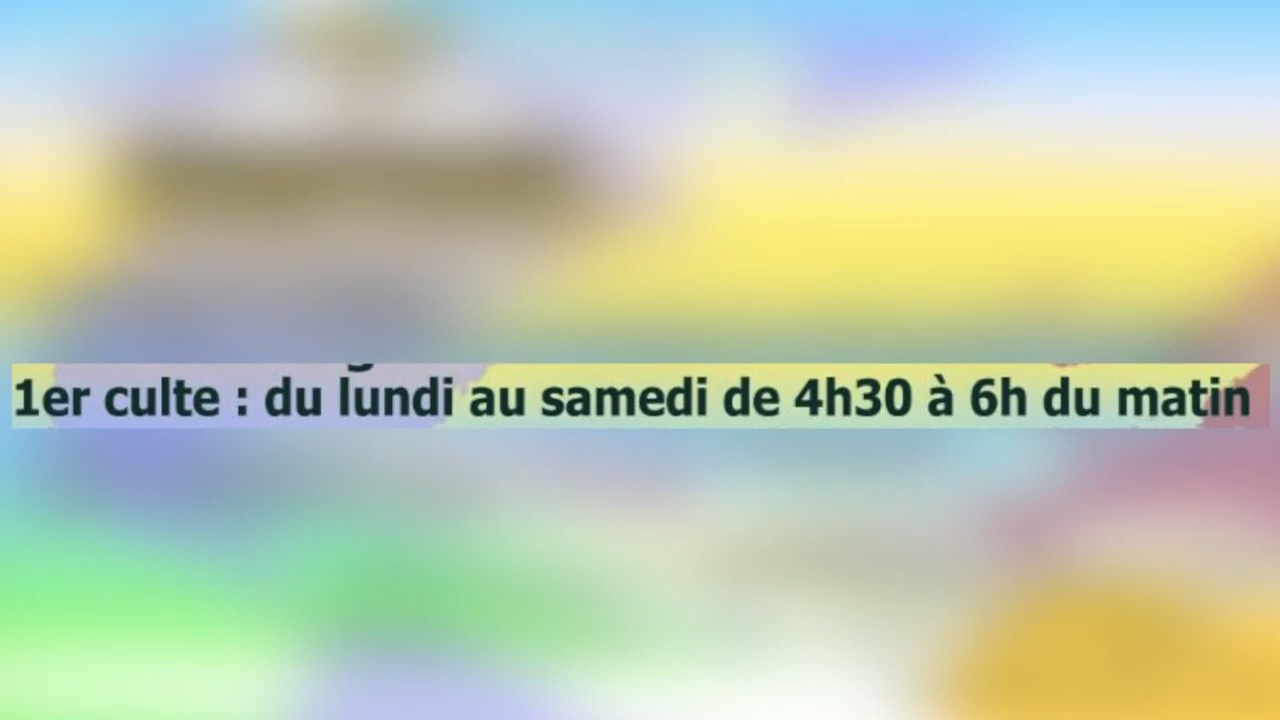 1er culte : du lundi au samedi de 4h30 à 6h du matin